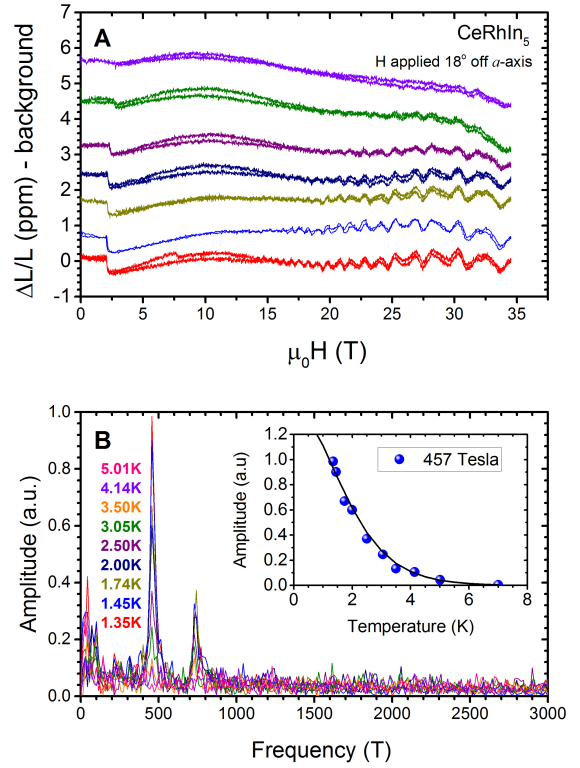 A
CeRhIn5
H applied 18° off a-axis
ΔL/L (ppm) - background
6
5
4
3
2
1
0
-1
0 5 10 15 20 25 30 35
μ0H (T)
B
5.01K
4.14K
3.50K
3.05K
2.50K
2.00K
1.74K
1.45K
1.35K
Amplitude (a.u.)
1.0
0.8
0.6
0.4
0.2
0.0
0 500 1000 1500 2000 2500 3000
Frequency (T)
457 Tesla
Amplitude (a.u)
1.2
1.0
0.8
0.6
0.4
0.2
0.0
0 2 4 6 8
Temperature (K)